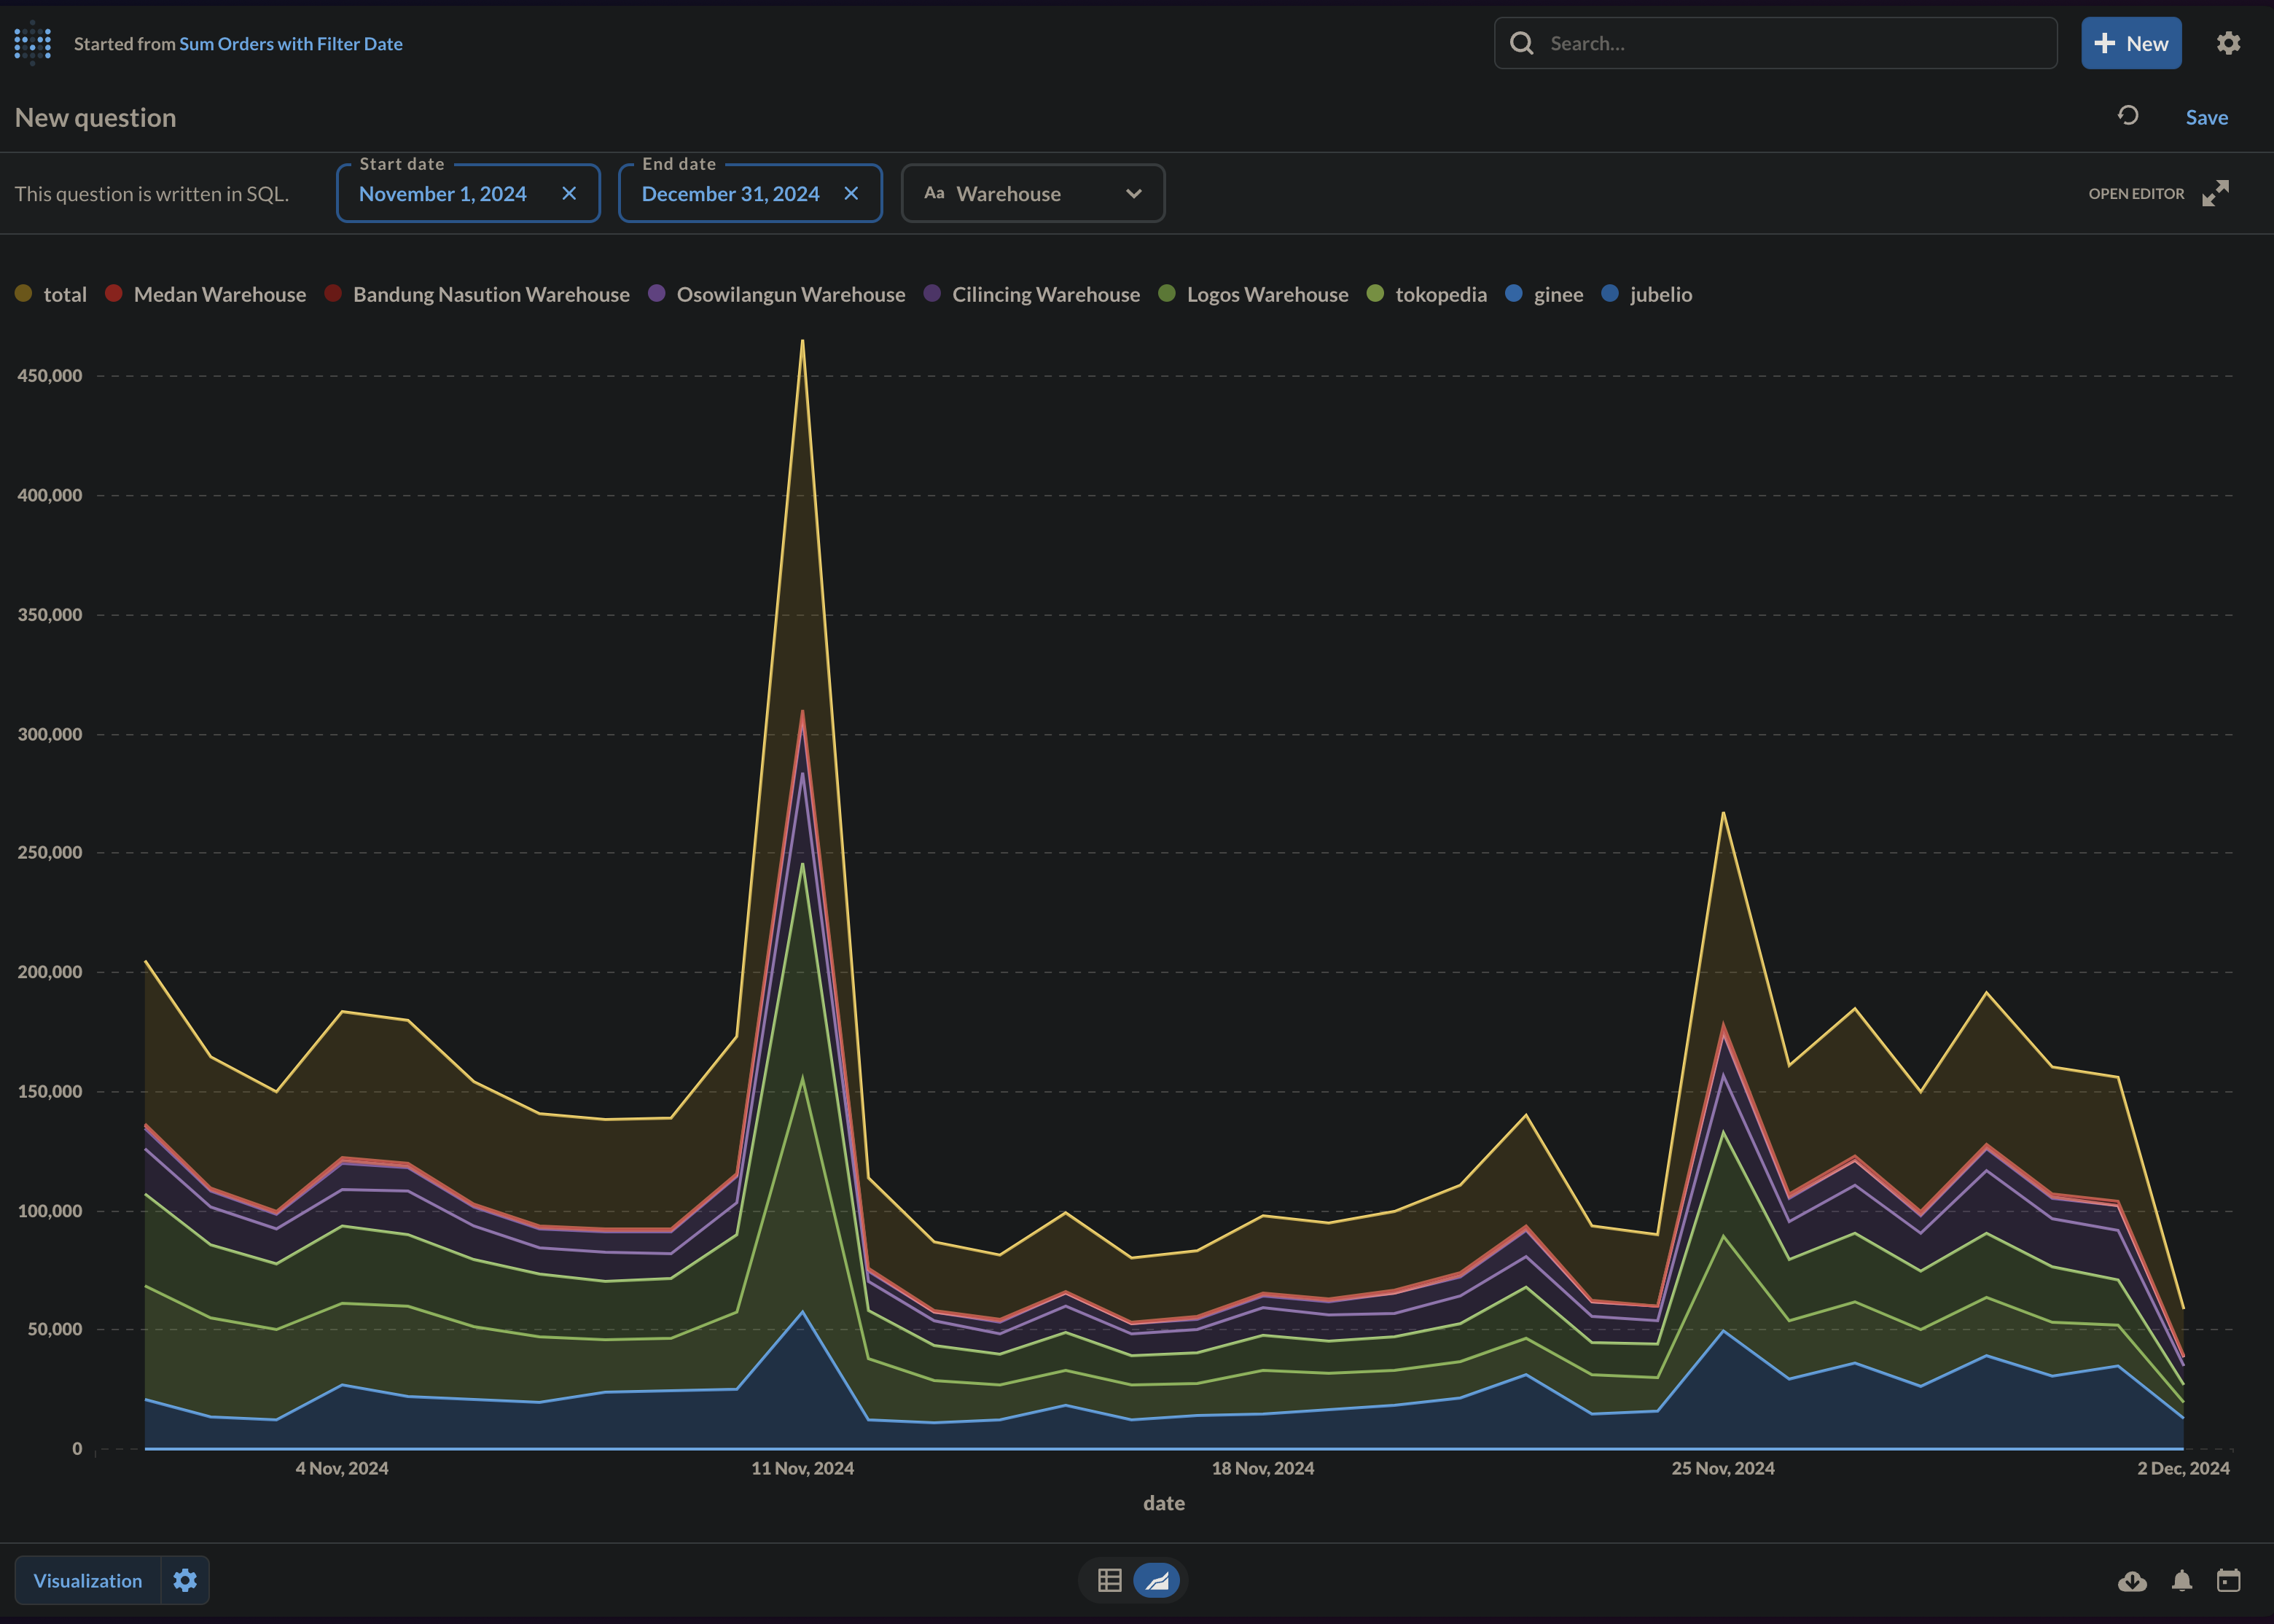 Started from Sum Orders with Filter Date
Search...
New
New question
Save
This question is written in SQL.
Start date
November 1, 2024
End date
December 31, 2024
Aa Warehouse
OPEN EDITOR
total Medan Warehouse Bandung Nasution Warehouse Osowilangun Warehouse Cilincing Warehouse Logos Warehouse tokopedia ginee jubelio
450,000
400,000
350,000
300,000
250,000
200,000
150,000
100,000
50,000
0
4 Nov, 2024 11 Nov, 2024 18 Nov, 2024 25 Nov, 2024 2 Dec, 2024
date
Visualization